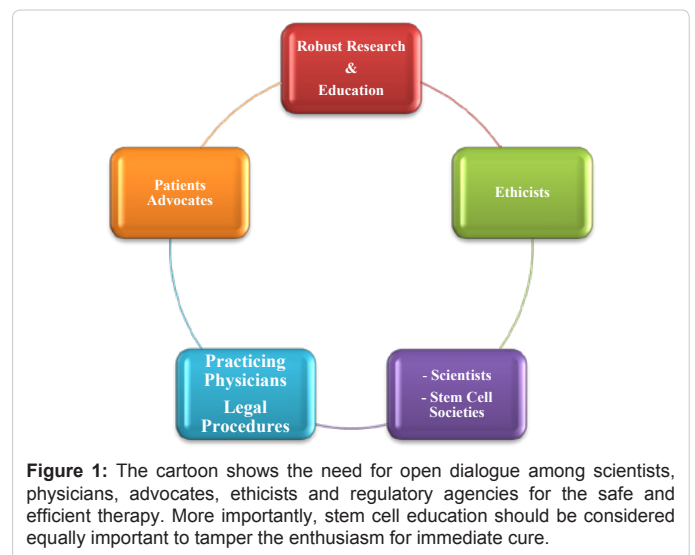 Robust Research
&
Education
Patients
Advocates
Ethicists
Practicing
Physicians
Legal
Procedures
- Scientists
- Stem Cell
Societies
Figure 1: The cartoon shows the need for open dialogue among scientists,
physicians, advocates, ethicists and regulatory agencies for the safe and
efficient therapy. More importantly, stem cell education should be considered
equally important to tamper the enthusiasm for immediate cure.